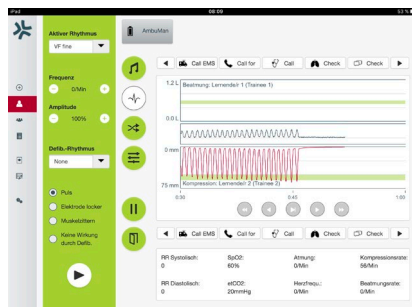 iPad
08:09
53 %
Aktiver Rhythmus
VF fine
AmbuMan
Call EMS
Call for
Call
Check
Check
Frequenz
0/Min
Amplitude
100%
1.2 L
Beatmung: Lernende/r 1 (Trainee 1)
0.0 L
0 mm
Defib.-Rhythmus
None
75 mm
Kompression: Lernende/r 2 (Trainee 2)
0:30
0:45
1:00
Puls
Elektrode locker
Muskelzittern
Keine Wirkung
durch Defib.
Call EMS
Call for
Call
Check
Check
RR Systolisch:
0
SpO2:
60%
Atmung:
0/Min
Kompressionsrate:
56/Min
RR Diastolisch:
0
etCO2:
20mmHg
Herzfrequ.:
0/Min
Beatmungsrate:
0/Min